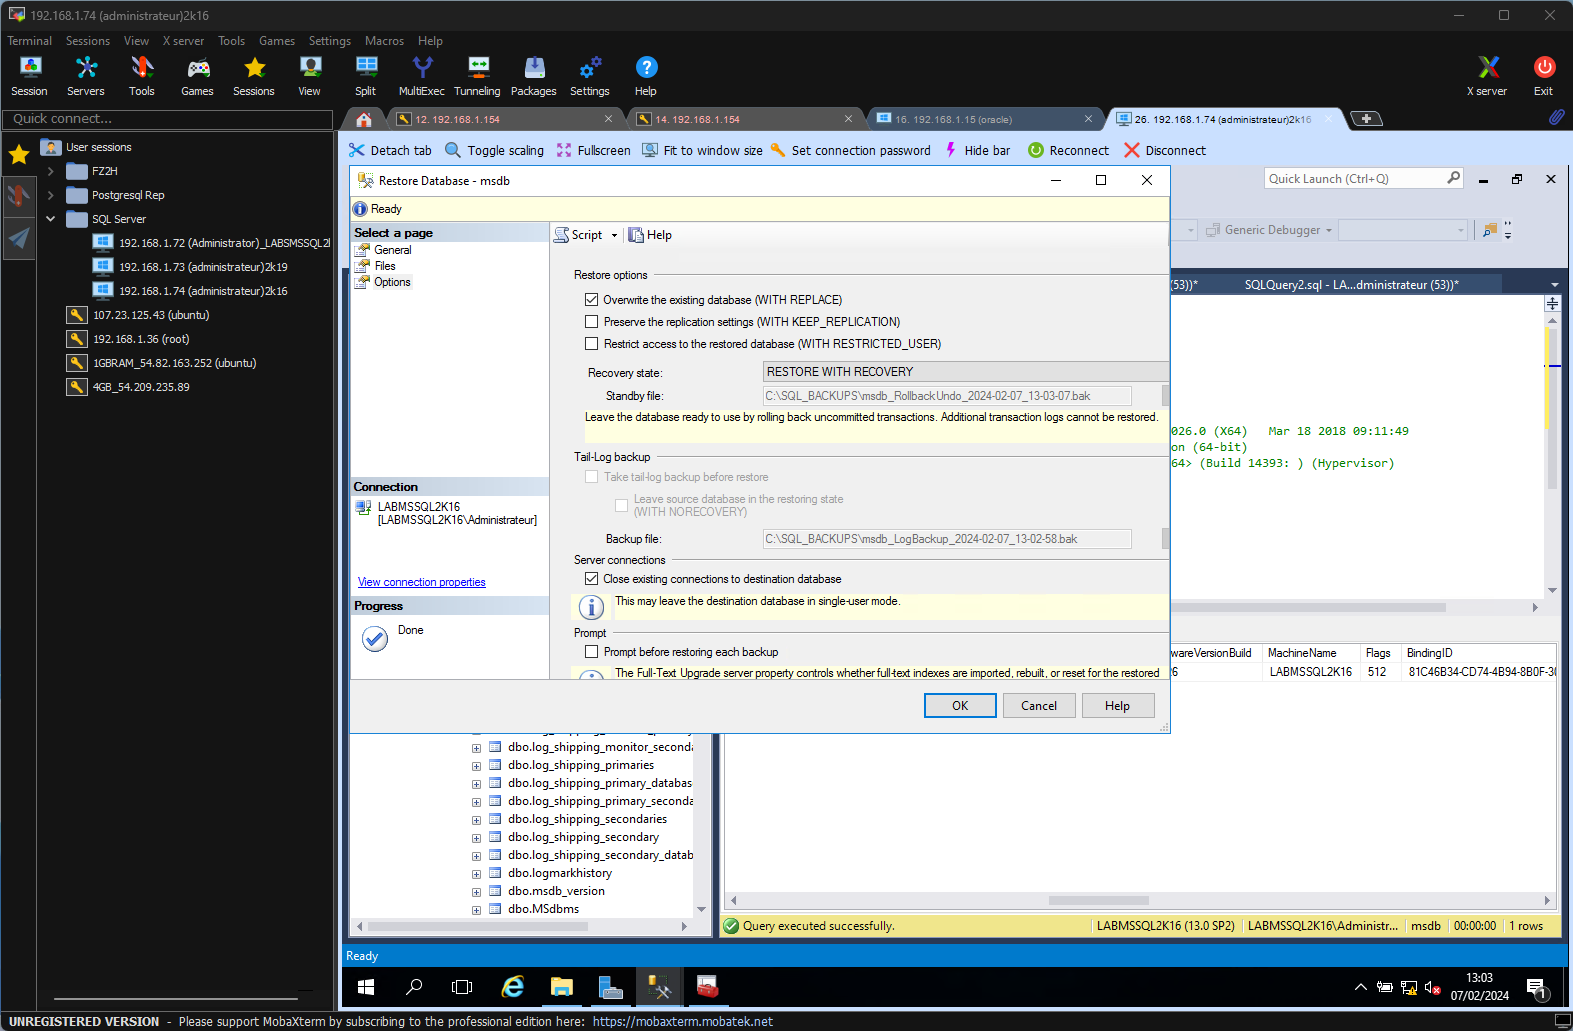 192.168.1.74 (administrateur)2k16
Terminal Sessions View X server Tools Games Settings Macros Help
Session Servers Tools Games Sessions View Split MultiExec Tunneling Packages Settings Help X server Exit
Quick connect...
12. 192.168.1.154
14. 192.168.1.154
16. 192.168.1.15 (oracle)
26. 192.168.1.74 (administrateur)2k16
User sessions
FZ2H
Postgresql Rep
SQL Server
192.168.1.72 (Administrator)_LABSMSSQL2
192.168.1.73 (administrateur)2k19
192.168.1.74 (administrateur)2k16
107.23.125.43 (ubuntu)
192.168.1.36 (root)
1GBRAM_54.82.163.252 (ubuntu)
4GB_54.209.235.89
Detach tab Toggle scaling Fullscreen Fit to window size Set connection password Hide bar Reconnect Disconnect
Restore Database - msdb
Ready
Select a page
General
Files
Options
Connection
LABMSSQL2K16
[LABMSSQL2K16\Administrateur]
View connection properties
Progress
Done
Script Help
Restore options
Overwrite the existing database (WITH REPLACE)
Preserve the replication settings (WITH KEEP_REPLICATION)
Restrict access to the restored database (WITH RESTRICTED_USER)
Recovery state: RESTORE WITH RECOVERY
Standby file: C:\SQL_BACKUPS\msdb_RollbackUndo_2024-02-07_13-03-07.bak
Leave the database ready to use by rolling back uncommitted transactions. Additional transaction logs cannot be restored.
Tail-Log backup
Take tail-log backup before restore
Leave source database in the restoring state
(WITH NORECOVERY)
Backup file: C:\SQL_BACKUPS\msdb_LogBackup_2024-02-07_13-02-58.bak
Server connections
Close existing connections to destination database
This may leave the destination database in single-user mode.
Prompt
Prompt before restoring each backup
The Full-Text Upgrade server property controls whether full-text indexes are imported, rebuilt, or reset for the restored
OK Cancel Help
Quick Launch (Ctrl+Q)
Generic Debugger
(53))* SQLQuery2.sql - LA...dministrateur (53))*
026.0 (X64) Mar 18 2018 09:11:49
on (64-bit)
64> (Build 14393: ) (Hypervisor)
wareVersionBuild MachineName Flags BindingID
6 LABMSSQL2K16 512 81C46B34-CD74-4B94-8B0F-30
dbo.log_shipping_monitor_seconda
dbo.log_shipping_primaries
dbo.log_shipping_primary_databas
dbo.log_shipping_primary_seconda
dbo.log_shipping_secondaries
dbo.log_shipping_secondary
dbo.log_shipping_secondary_datab
dbo.logmarkhistory
dbo.msdb_version
dbo.MSdbms
Query executed successfully. LABMSSQL2K16 (13.0 SP2) LABMSSQL2K16\Administr... msdb 00:00:00 1 rows
Ready
13:03
07/02/2024
1
UNREGISTERED VERSION - Please support MobaXterm by subscribing to the professional edition here: https://mobaxterm.mobatek.net